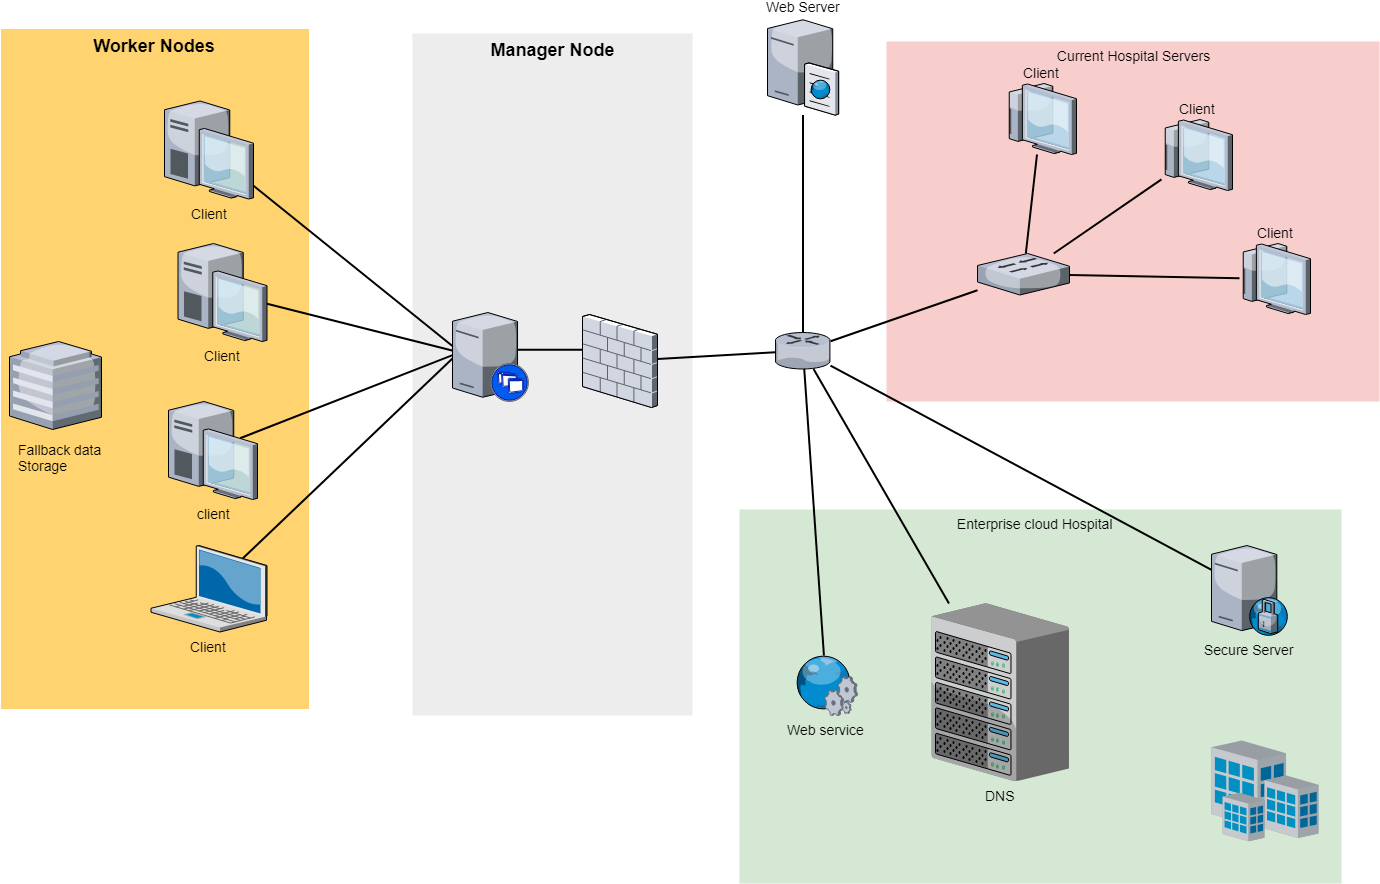 Web Server
Worker Nodes
Manager Node
Current Hospital Servers
Client
Client
Client
Client
Client
Fallback data
Storage
client
Client
Enterprise cloud Hospital
Secure Server
Web service
DNS